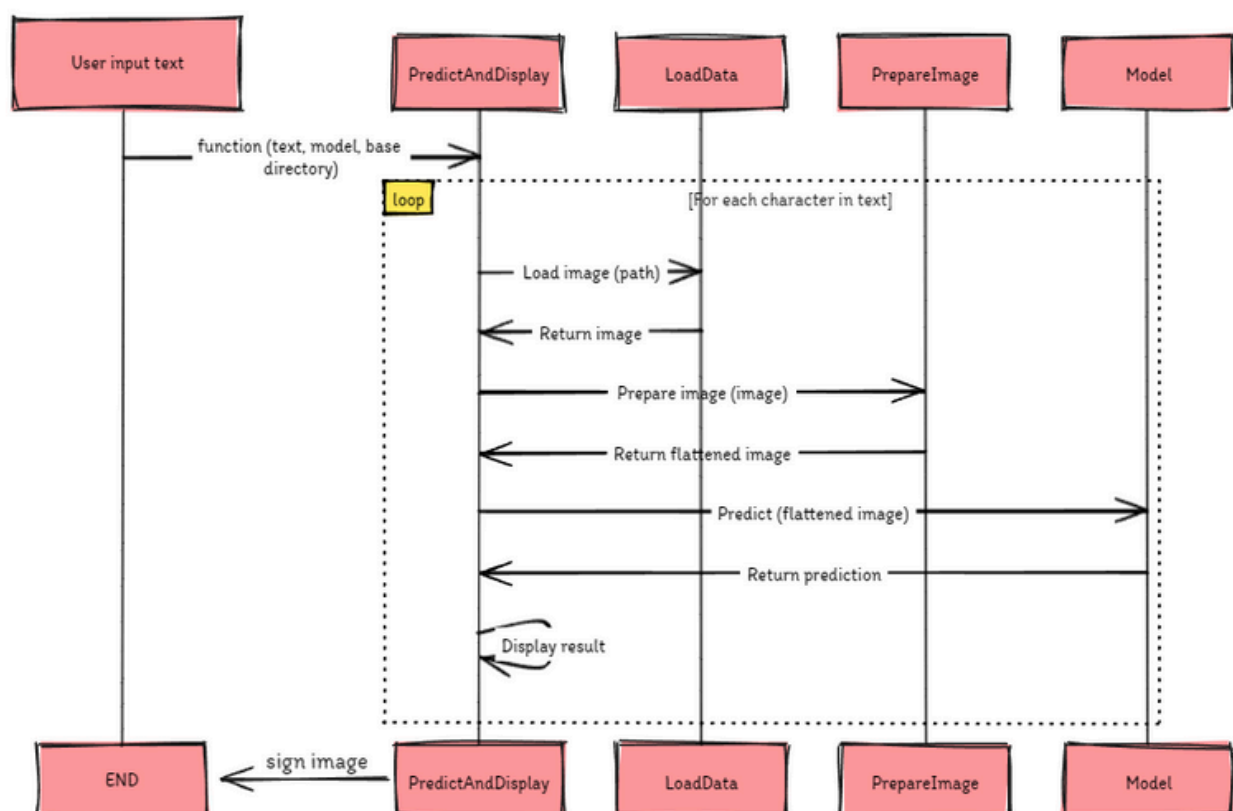 User input text
PredictAndDisplay
LoadData
PrepareImage
Model
function (text, model, base
directory)
loop
[For each character in text]
Load image (path)
Return image
Prepare image (image)
Return flattened image
Predict (flattened image)
Return prediction
Display result
END
sign image
PredictAndDisplay
LoadData
PrepareImage
Model